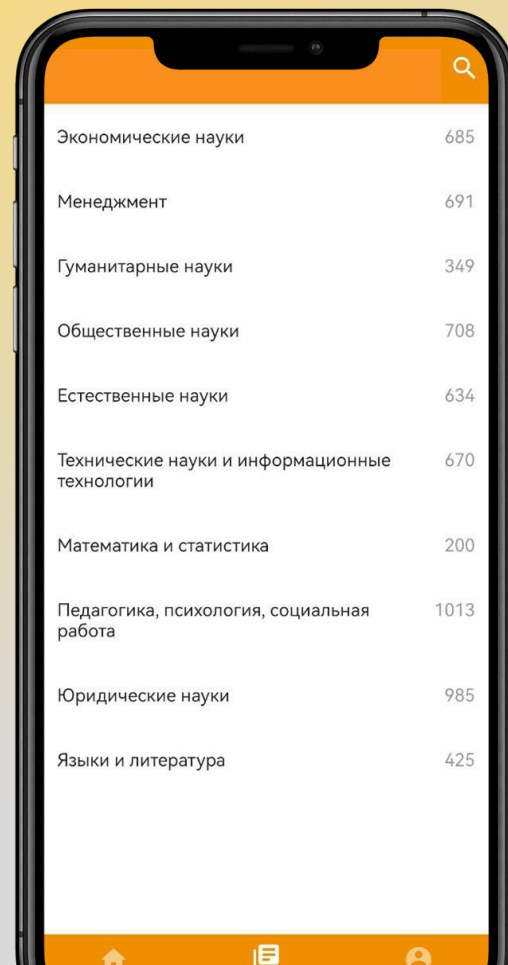 Экономические науки 685
Менеджмент 691
Гуманитарные науки 349
Общественные науки 708
Естественные науки 634
Технические науки и информационные 670
технологии
Математика и статистика 200
Педагогика, психология, социальная 1013
работа
Юридические науки 985
Языки и литература 425